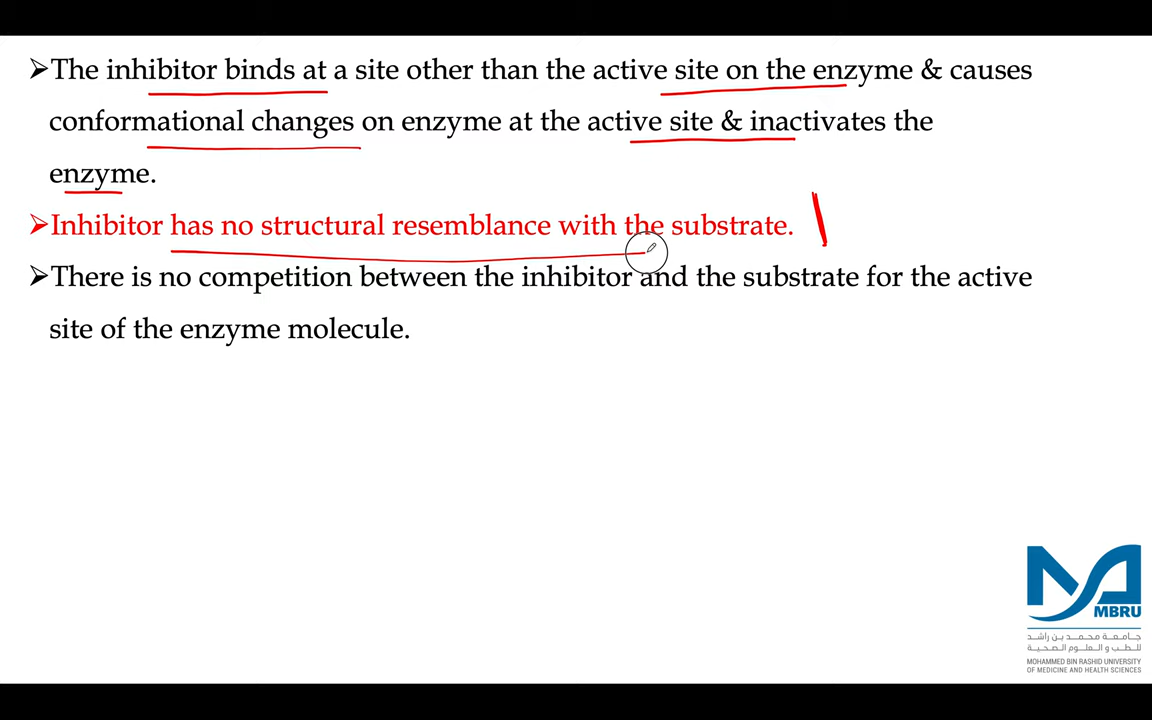 ➢The inhibitor binds at a site other than the active site on the enzyme & causes
conformational changes on enzyme at the active site & inactivates the
enzyme.
➢Inhibitor has no structural resemblance with the substrate.
➢There is no competition between the inhibitor and the substrate for the active
site of the enzyme molecule.
MBRU
جامعة محمد بن راشد
للطب و العلوم الصحية
MOHAMMED BIN RASHID UNIVERSITY
OF MEDICINE AND HEALTH SCIENCES